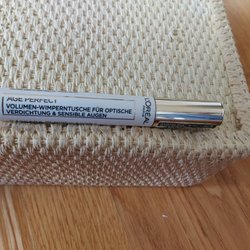 AGE PERFECT
VOLUMEN-WIMPERNTUSCHE FÜR OPTISCHE
VERDICHTUNG & SENSIBLE AUGEN
L'ORÉAL